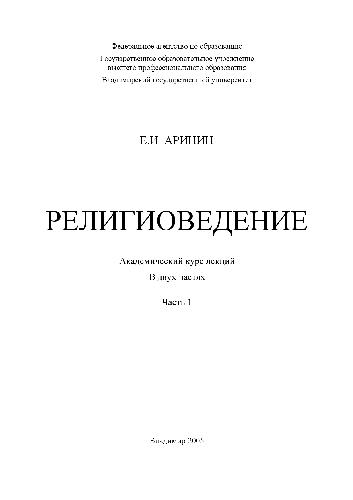 Федеральное агентство по образованию
Государственное образовательное учреждение
высшего профессионального образования
Владимирский государственный университет
Е.И. АРИНИН
РЕЛИГИОВЕДЕНИЕ
Академический курс лекций
В двух частях
Часть 1
Владимир